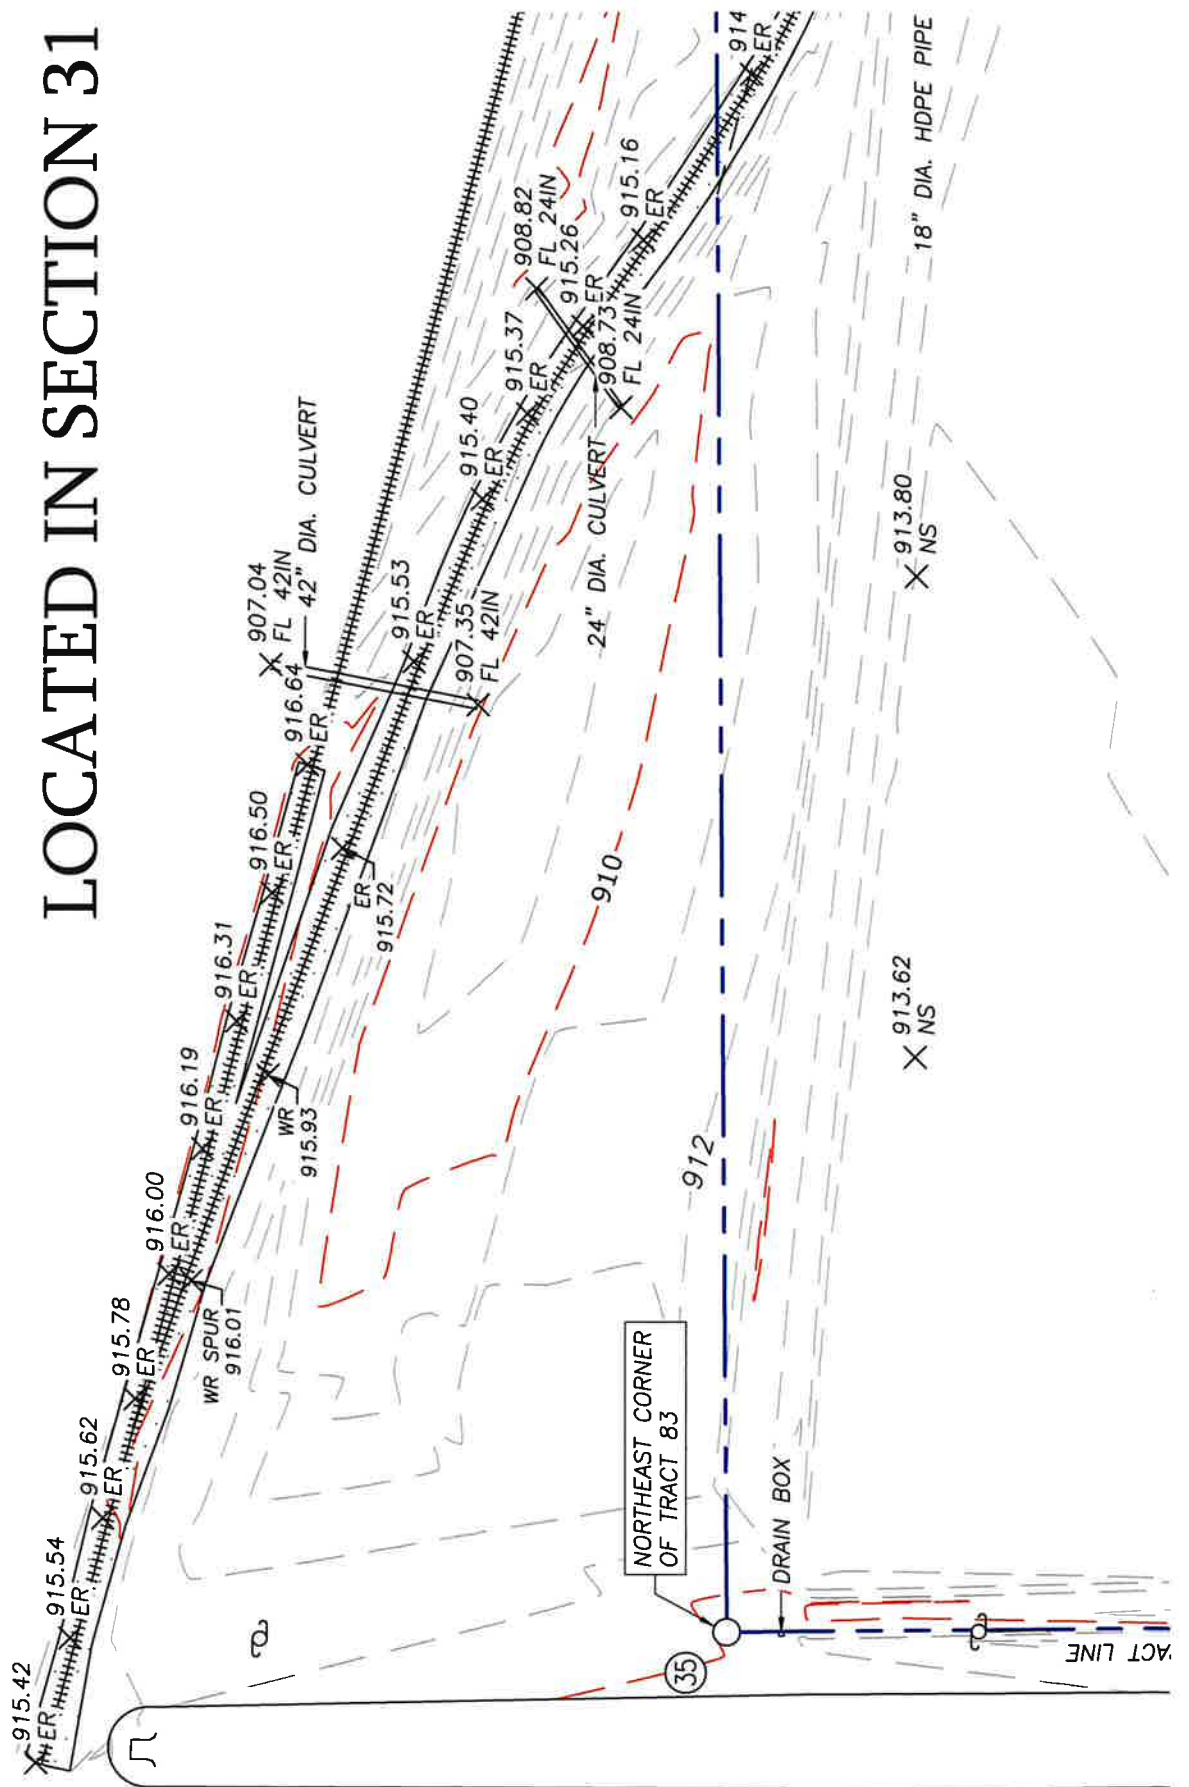 LOCATED IN SECTION 31
915.42
ER
915.54
ER
915.62
ER
915.78
ER
916.00
ER
916.19
ER
916.31
ER
916.50
ER
916.64
ER
907.04
FL 42IN
42" DIA. CULVERT
WR SPUR
916.01
WR
915.93
ER
915.72
915.53
ER
907.35
FL 42IN
915.40
ER
915.37
ER
908.82
FL 24IN
915.26
ER
908.73
FL 24IN
24" DIA. CULVERT
915.16
ER
914
ER
910
912
18" DIA. HDPE PIPE
913.80
NS
913.62
NS
NORTHEAST CORNER
OF TRACT 83
DRAIN BOX
35
ACT LINE